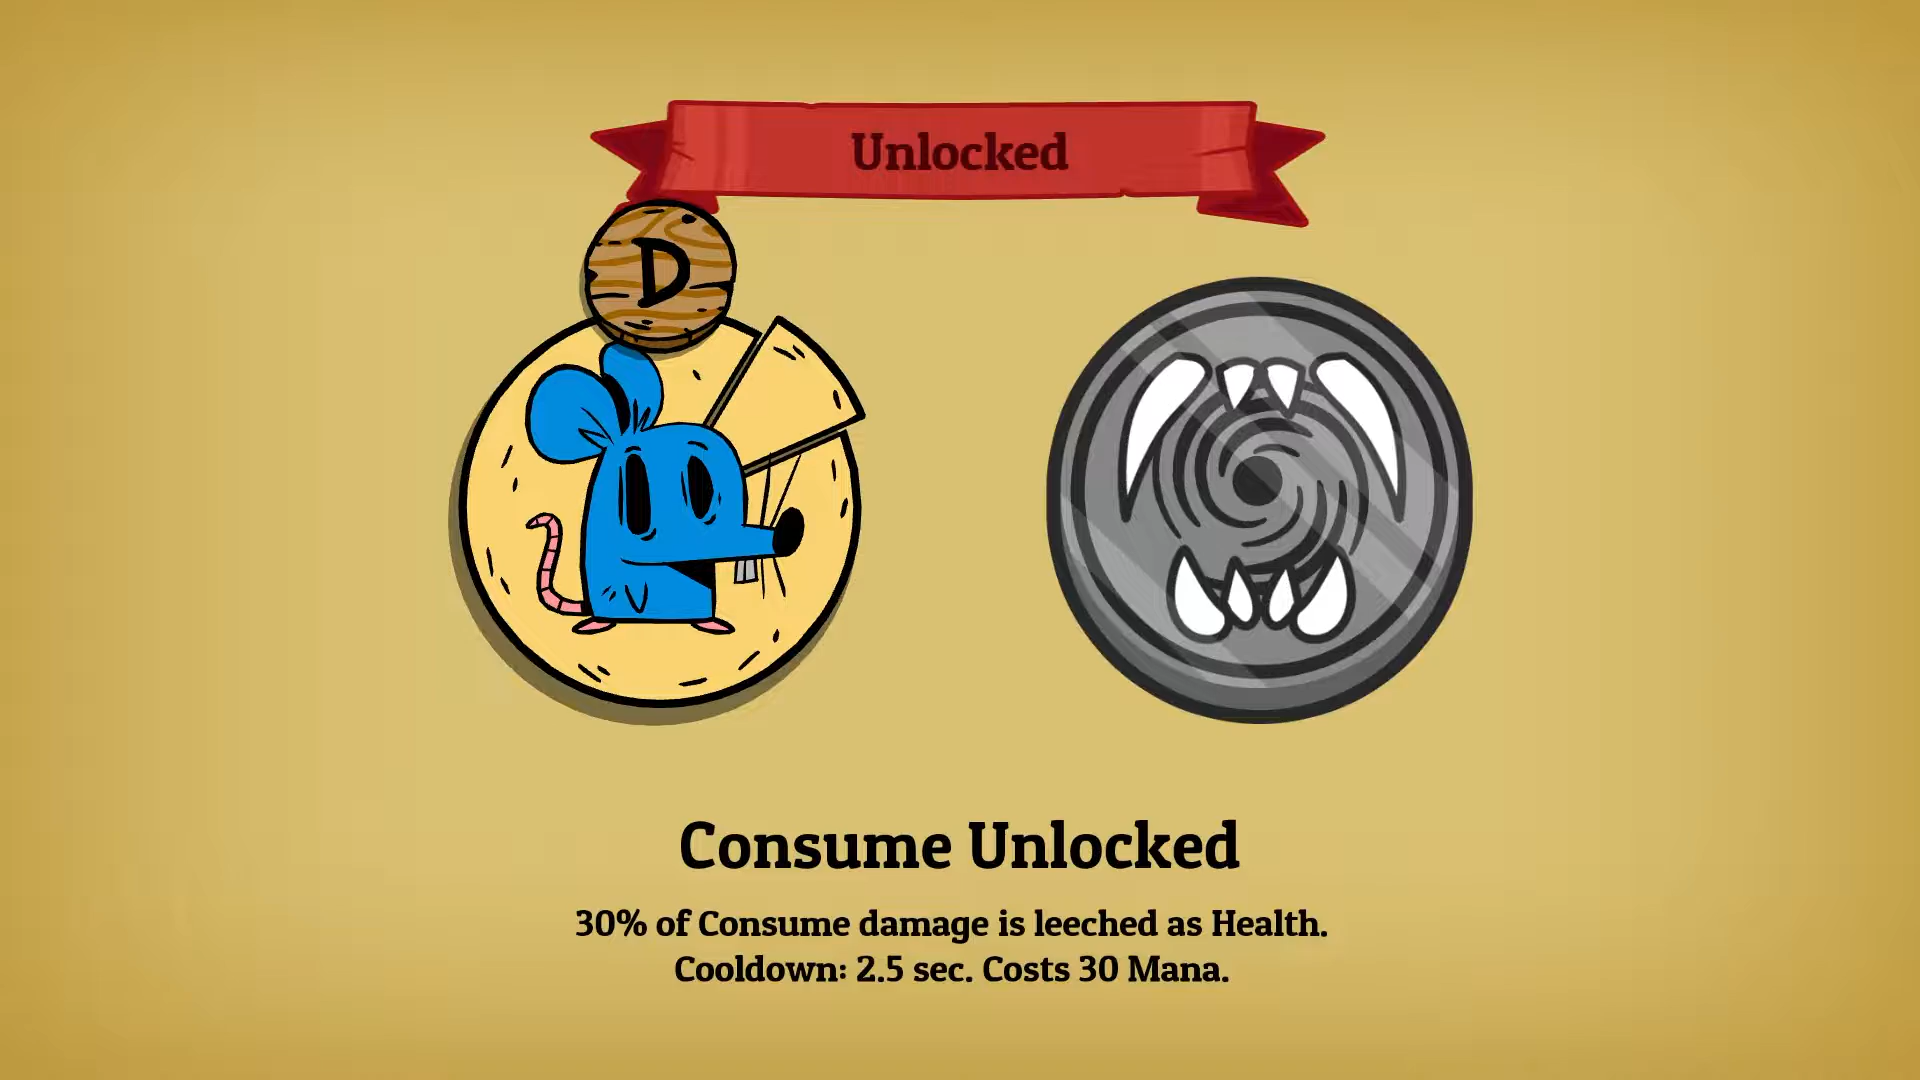 Unlocked
D
Consume Unlocked
30% of Consume damage is leeched as Health.
Cooldown: 2.5 sec. Costs 30 Mana.